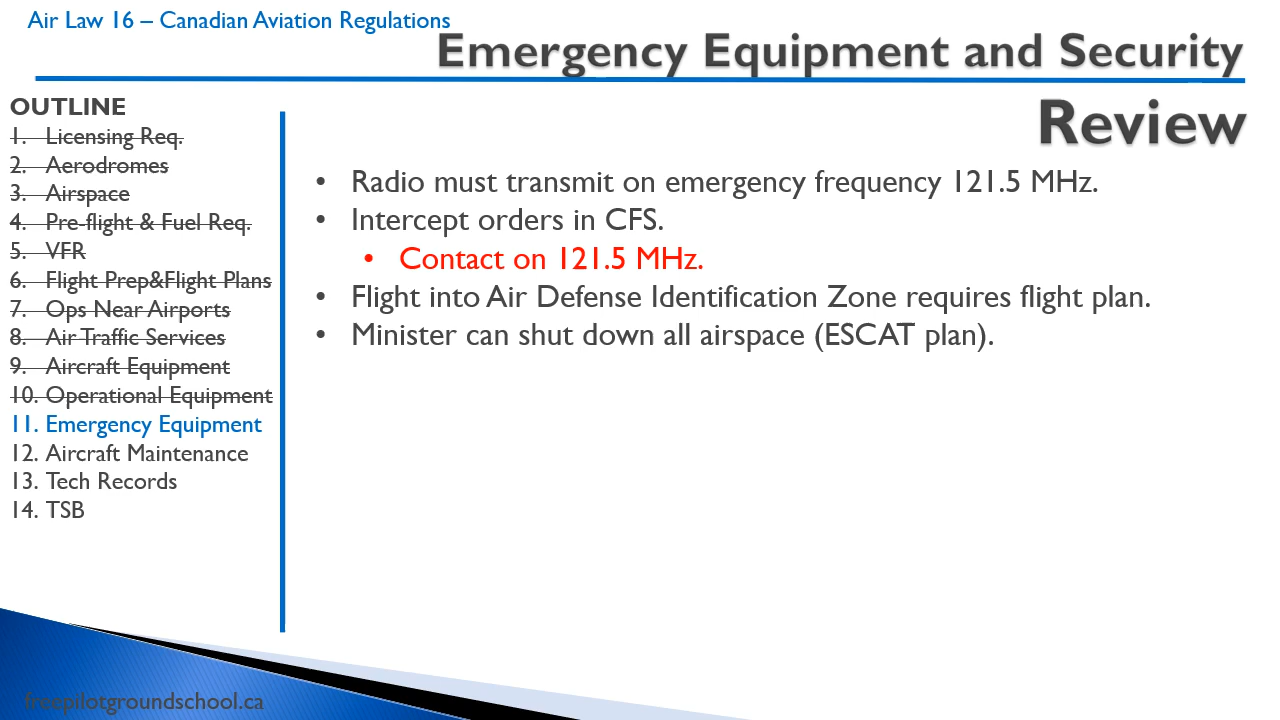 Air Law 16 – Canadian Aviation Regulations
Emergency Equipment and Security
Review
OUTLINE
1. Licensing Req.
2. Aerodromes
3. Airspace
4. Pre-flight & Fuel Req.
5. VFR
6. Flight Prep&Flight Plans
7. Ops Near Airports
8. Air Traffic Services
9. Aircraft Equipment
10. Operational Equipment
11. Emergency Equipment
12. Aircraft Maintenance
13. Tech Records
14. TSB
• Radio must transmit on emergency frequency 121.5 MHz.
• Intercept orders in CFS.
• Contact on 121.5 MHz.
• Flight into Air Defense Identification Zone requires flight plan.
• Minister can shut down all airspace (ESCAT plan).
freepilotgroundschool.ca